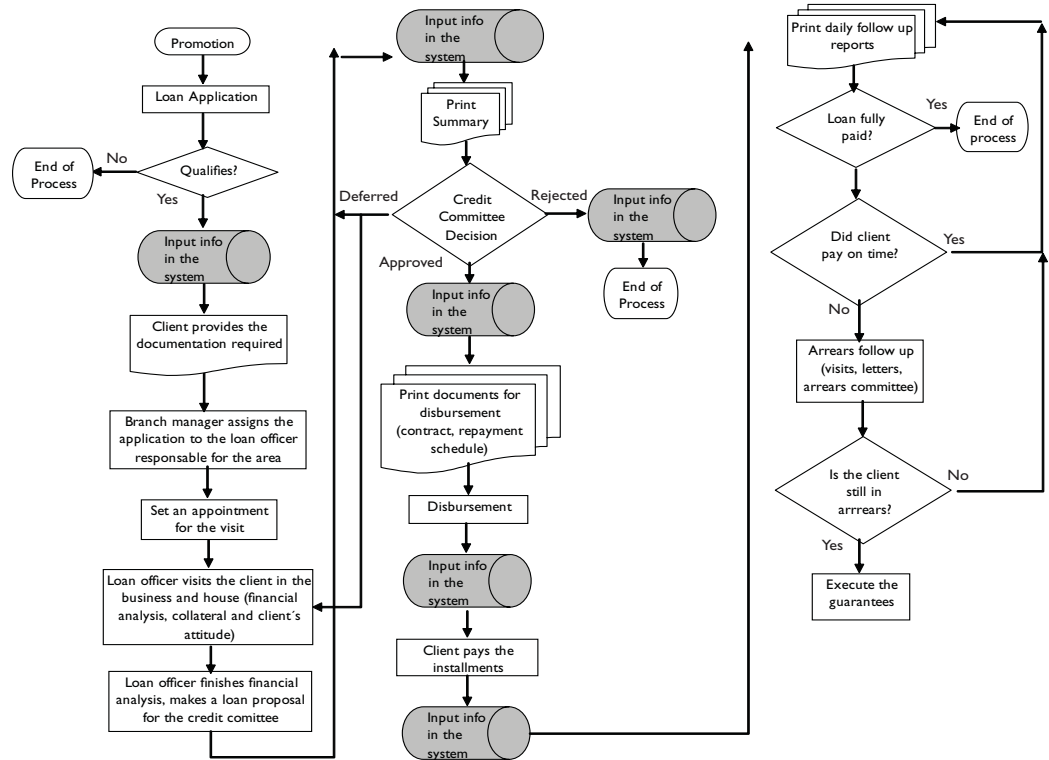 Promotion
Loan Application
Qualifies?
No
End of
Process
Yes
Input info
in the
system
Client provides the
documentation required
Branch manager assigns the
application to the loan officer
responsable for the area
Set an appointment
for the visit
Loan officer visits the client in the
business and house (financial
analysis, collateral and client´s
attitude)
Loan officer finishes financial
analysis, makes a loan proposal
for the credit comittee
Input info
in the
system
Print
Summary
Credit
Committee
Decision
Deferred
Rejected
Input info
in the
system
End of
Process
Approved
Input info
in the
system
Print documents for
disbursement
(contract, repayment
schedule)
Disbursement
Input info
in the
system
Client pays the
installments
Input info
in the
system
Print daily follow up
reports
Loan fully
paid?
Yes
End of
process
Did client
pay on time?
Yes
No
Arrears follow up
(visits, letters,
arrears committee)
Is the client
still in
arrrears?
No
Yes
Execute the
guarantees